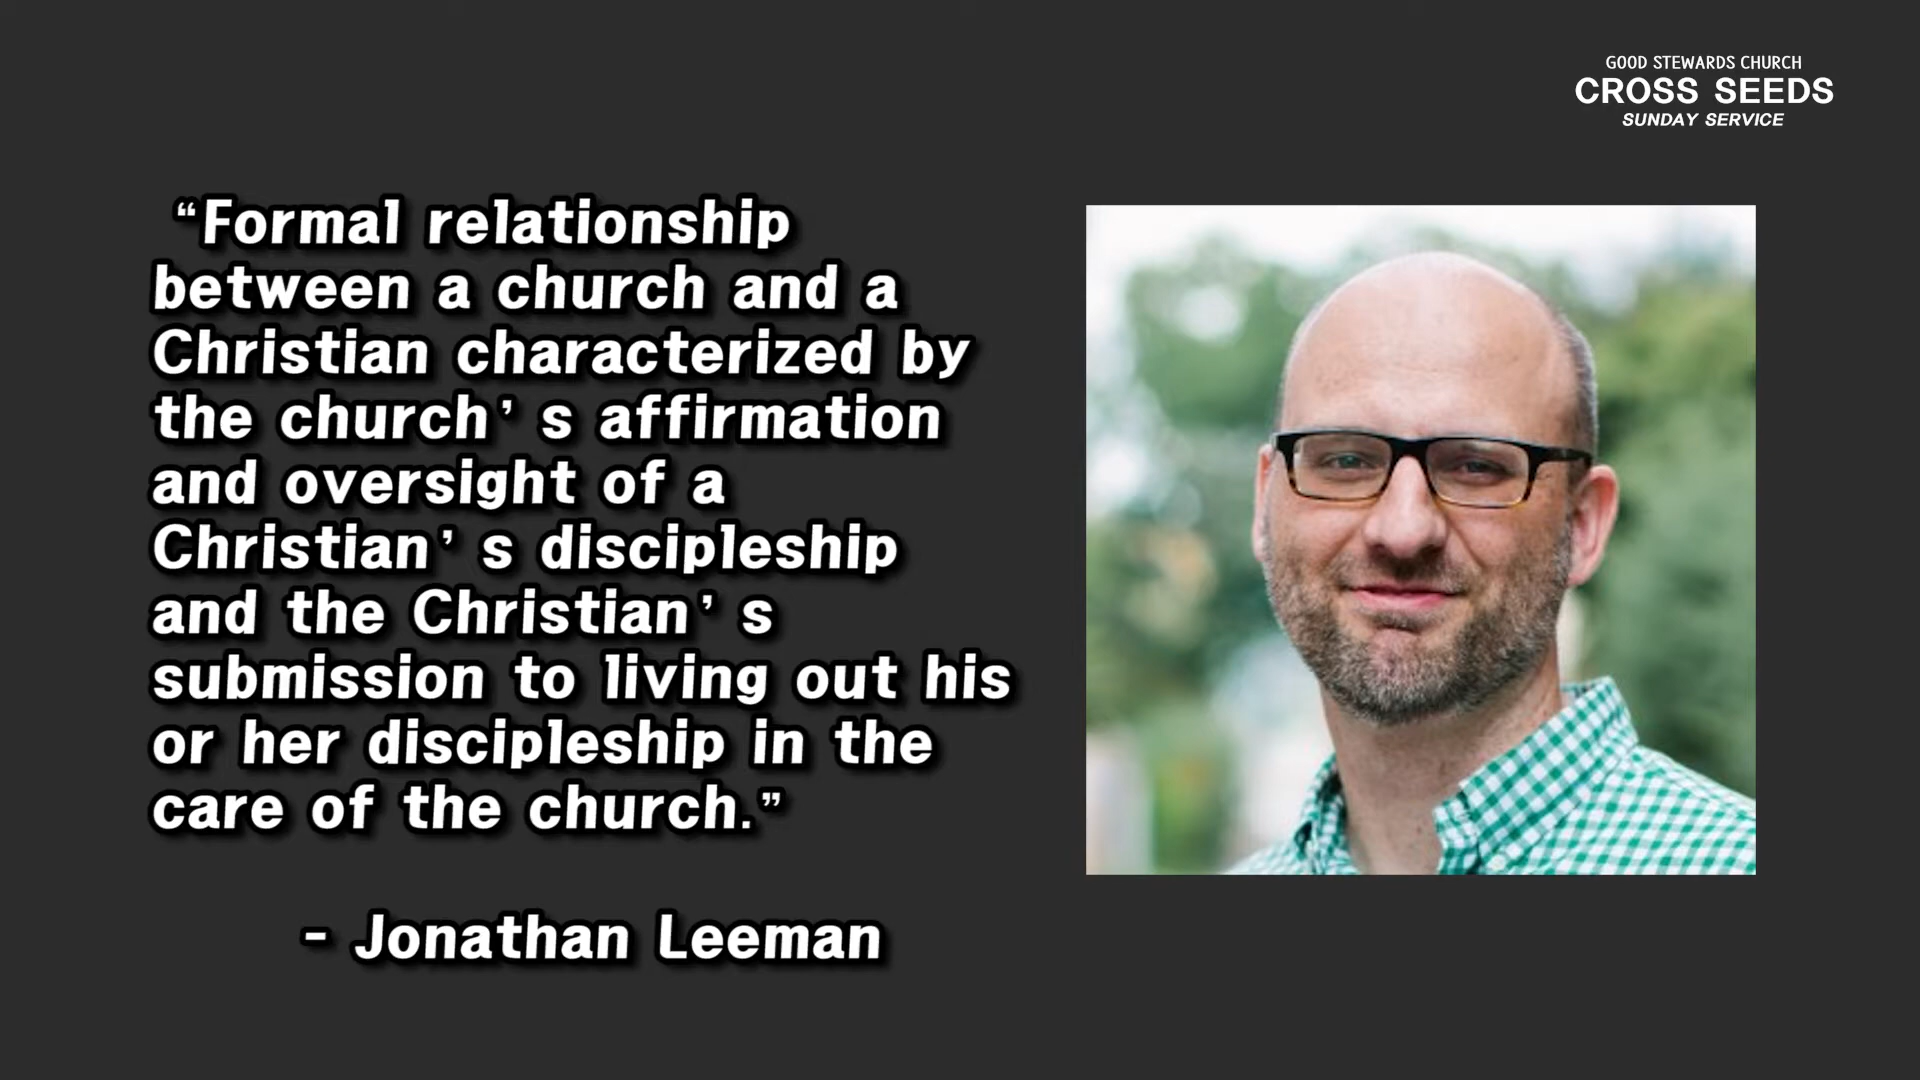 GOOD STEWARDS CHURCH
CROSS SEEDS
SUNDAY SERVICE
“Formal relationship
between a church and a
Christian characterized by
the church’s affirmation
and oversight of a
Christian’s discipleship
and the Christian’s
submission to living out his
or her discipleship in the
care of the church.”
- Jonathan Leeman